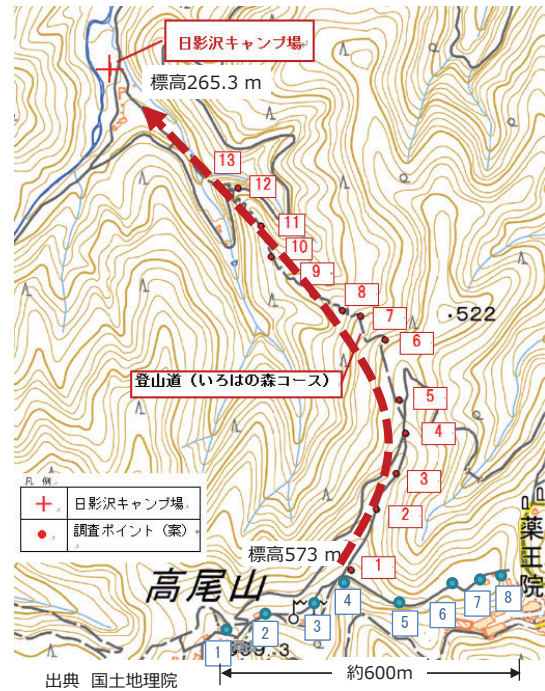 日影沢キャンプ場
標高265.3 m
13
12
11
10
9
8
7
・522
6
登山道（いろはの森コース）
5
4
3
凡 例
日影沢キャンプ場
調査ポイント（案）
2
標高573 m
1
高尾山
薬王院
1
2
3
4
5
6
7
8
9.3
約600m
出典 国土地理院